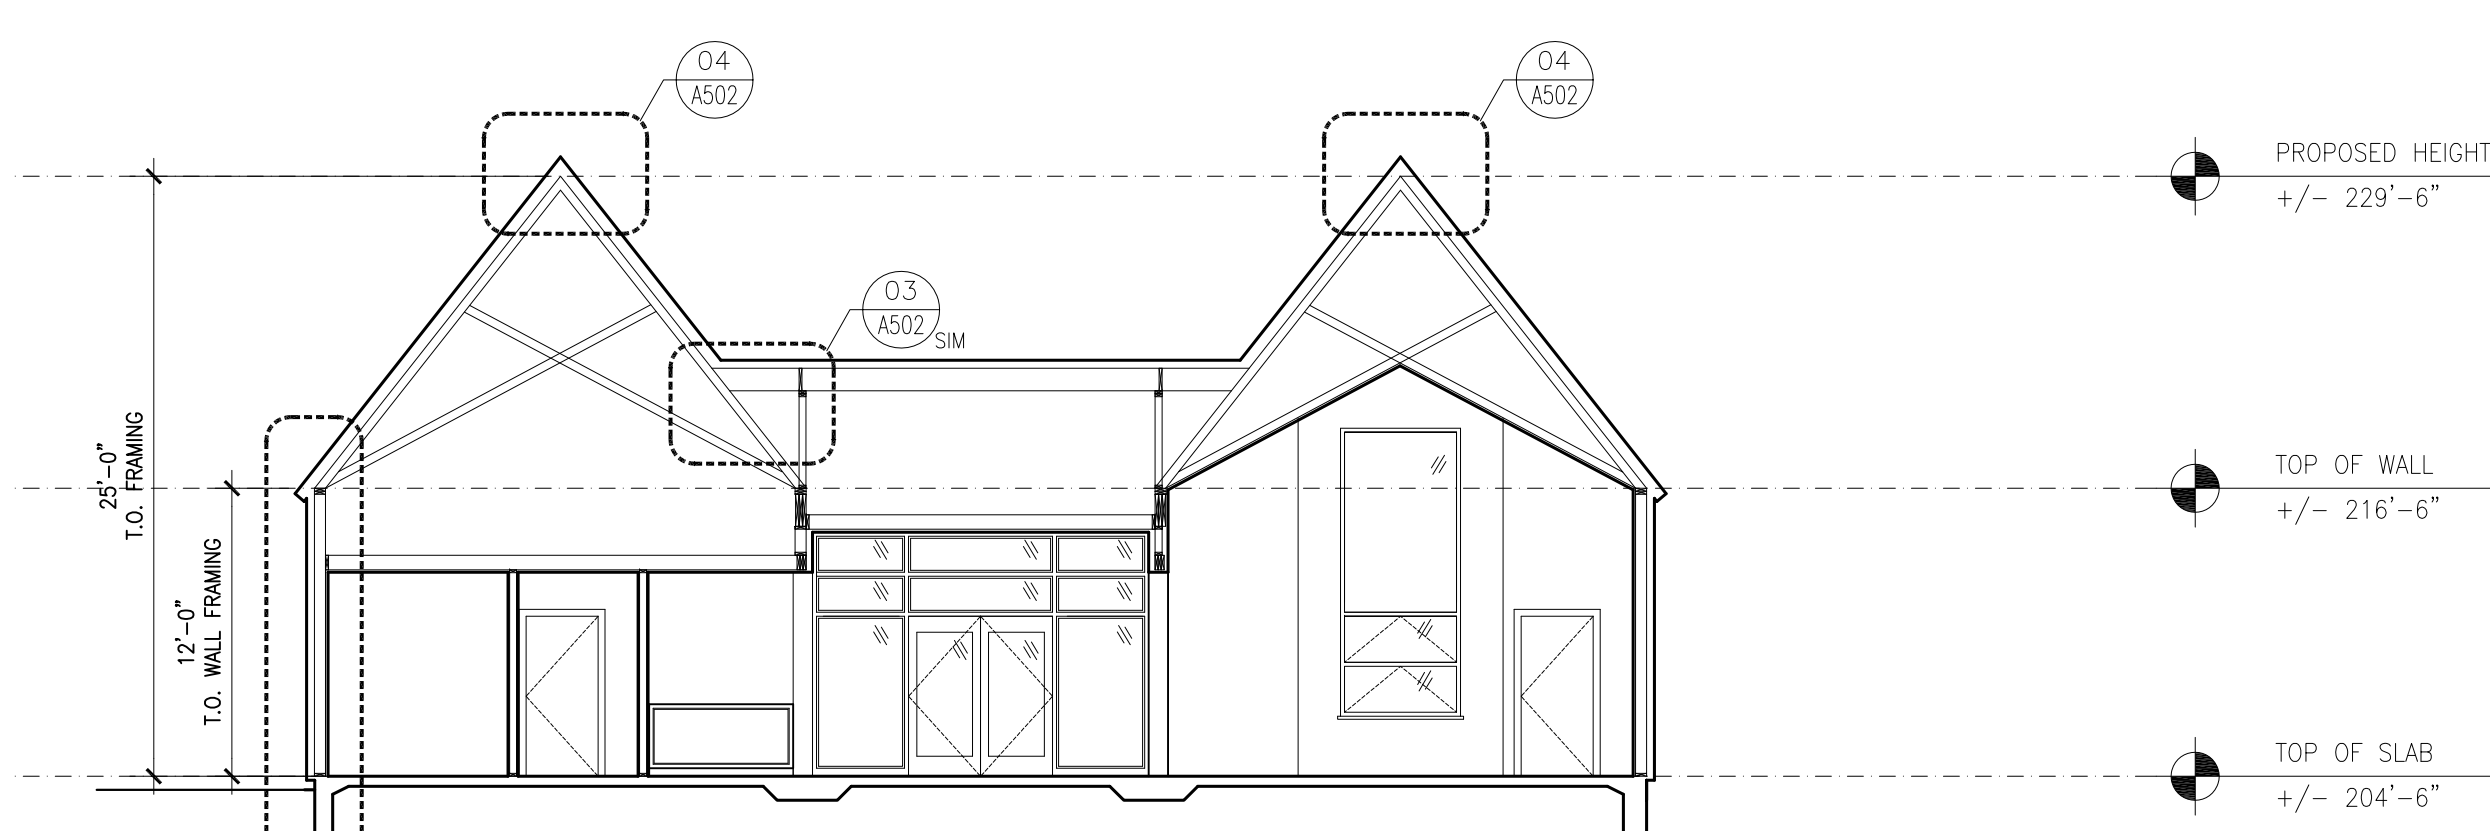 04
A502
04
A502
PROPOSED HEIGHT
+/- 229'-6"
03
A502
SIM
25'-0"
T.O. FRAMING
TOP OF WALL
+/- 216'-6"
12'-0"
T.O. WALL FRAMING
TOP OF SLAB
+/- 204'-6"